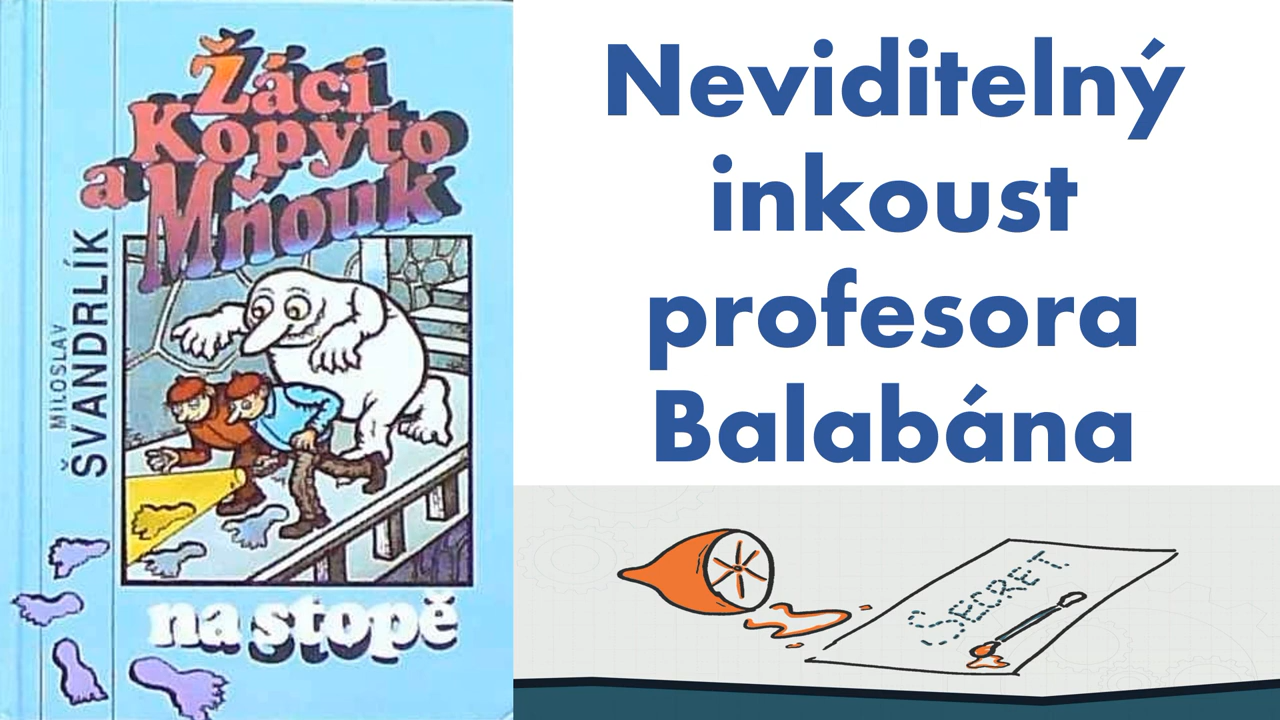 Žáci
Kopyto
a Mňouk
MILOSLAV
ŠVANDRLÍK
na stopě
Neviditelný
inkoust
profesora
Balabána
SECRET